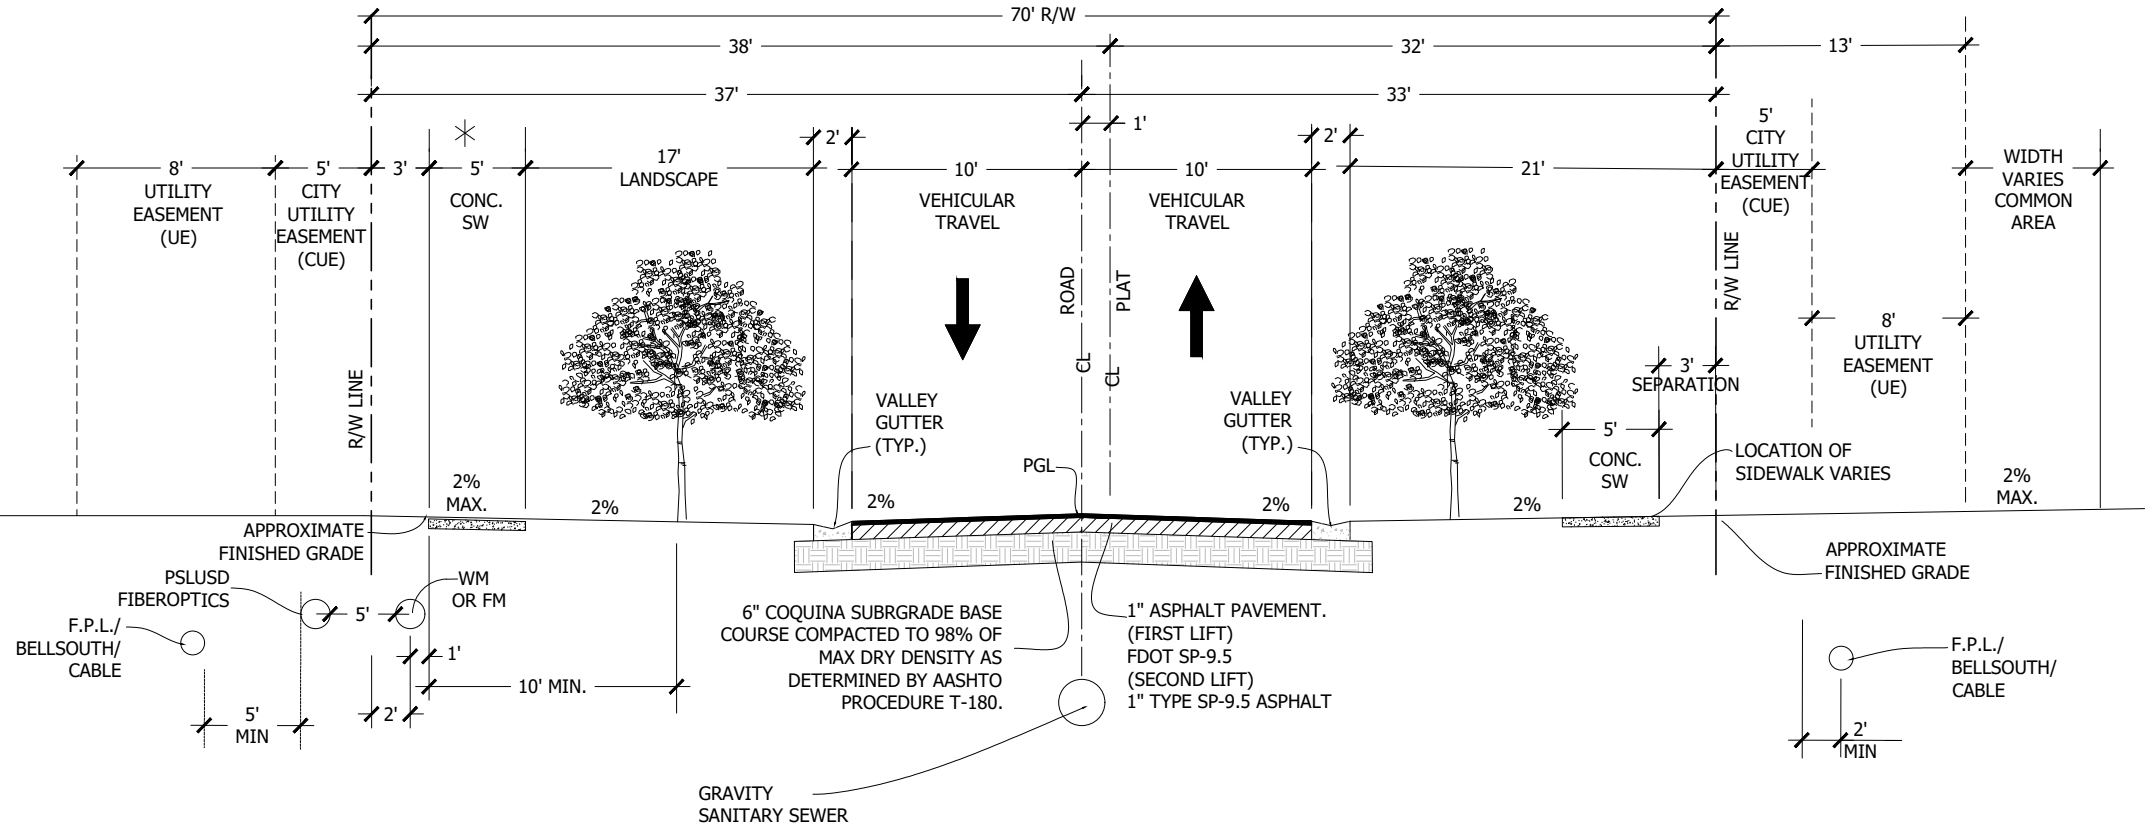 70' R/W
38'
32'
13'
37'
33'
1'
2'
2'
8'
UTILITY
EASEMENT
(UE)
5'
CITY
UTILITY
EASEMENT
(CUE)
3'
5'
CONC.
SW
17'
LANDSCAPE
10'
VEHICULAR
TRAVEL
10'
VEHICULAR
TRAVEL
21'
5'
CITY
UTILITY
EASEMENT
(CUE)
WIDTH
VARIES
COMMON
AREA
R/W LINE
CL ROAD
CL PLAT
R/W LINE
8'
UTILITY
EASEMENT
(UE)
3'
SEPARATION
VALLEY
GUTTER
(TYP.)
VALLEY
GUTTER
(TYP.)
5'
CONC.
SW
LOCATION OF
SIDEWALK VARIES
PGL
2%
MAX.
2%
2%
2%
2%
2%
MAX.
APPROXIMATE
FINISHED GRADE
APPROXIMATE
FINISHED GRADE
PSLUSD
FIBEROPTICS
5'
WM
OR FM
F.P.L./
BELLSOUTH/
CABLE
1'
10' MIN.
2'
5'
MIN
6" COQUINA SUBRGRADE BASE
COURSE COMPACTED TO 98% OF
MAX DRY DENSITY AS
DETERMINED BY AASHTO
PROCEDURE T-180.
1" ASPHALT PAVEMENT.
(FIRST LIFT)
FDOT SP-9.5
(SECOND LIFT)
1" TYPE SP-9.5 ASPHALT
F.P.L./
BELLSOUTH/
CABLE
2'
MIN
GRAVITY
SANITARY SEWER